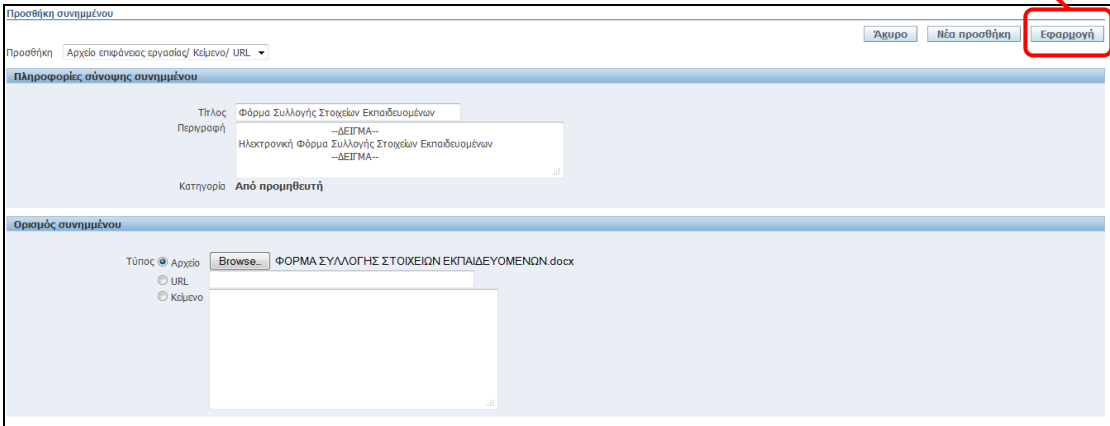 Προσθήκη συνημμένου
Άκυρο Νέα προσθήκη Εφαρμογή
Προσθήκη Αρχείο επιφάνειας εργασίας/ Κείμενο/ URL
Πληροφορίες σύνοψης συνημμένου
Τίτλος Φόρμα Συλλογής Στοιχείων Εκπαιδευομένων
Περιγραφή --ΔΕΙΓΜΑ--
Ηλεκτρονική Φόρμα Συλλογής Στοιχείων Εκπαιδευομένων
--ΔΕΙΓΜΑ--
Κατηγορία Από προμηθευτή
Ορισμός συνημμένου
Τύπος Αρχείο Browse... ΦΟΡΜΑ ΣΥΛΛΟΓΗΣ ΣΤΟΙΧΕΙΩΝ ΕΚΠΑΙΔΕΥΟΜΕΝΩΝ.docx
URL
Κείμενο